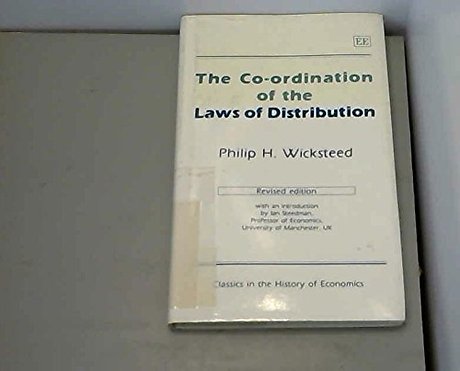 EE
The Co-ordination
of the
Laws of Distribution
Philip H. Wicksteed
Revised edition
with an introduction
by Ian Steedman,
Professor of Economics,
University of Manchester, UK
Classics in the History of Economics